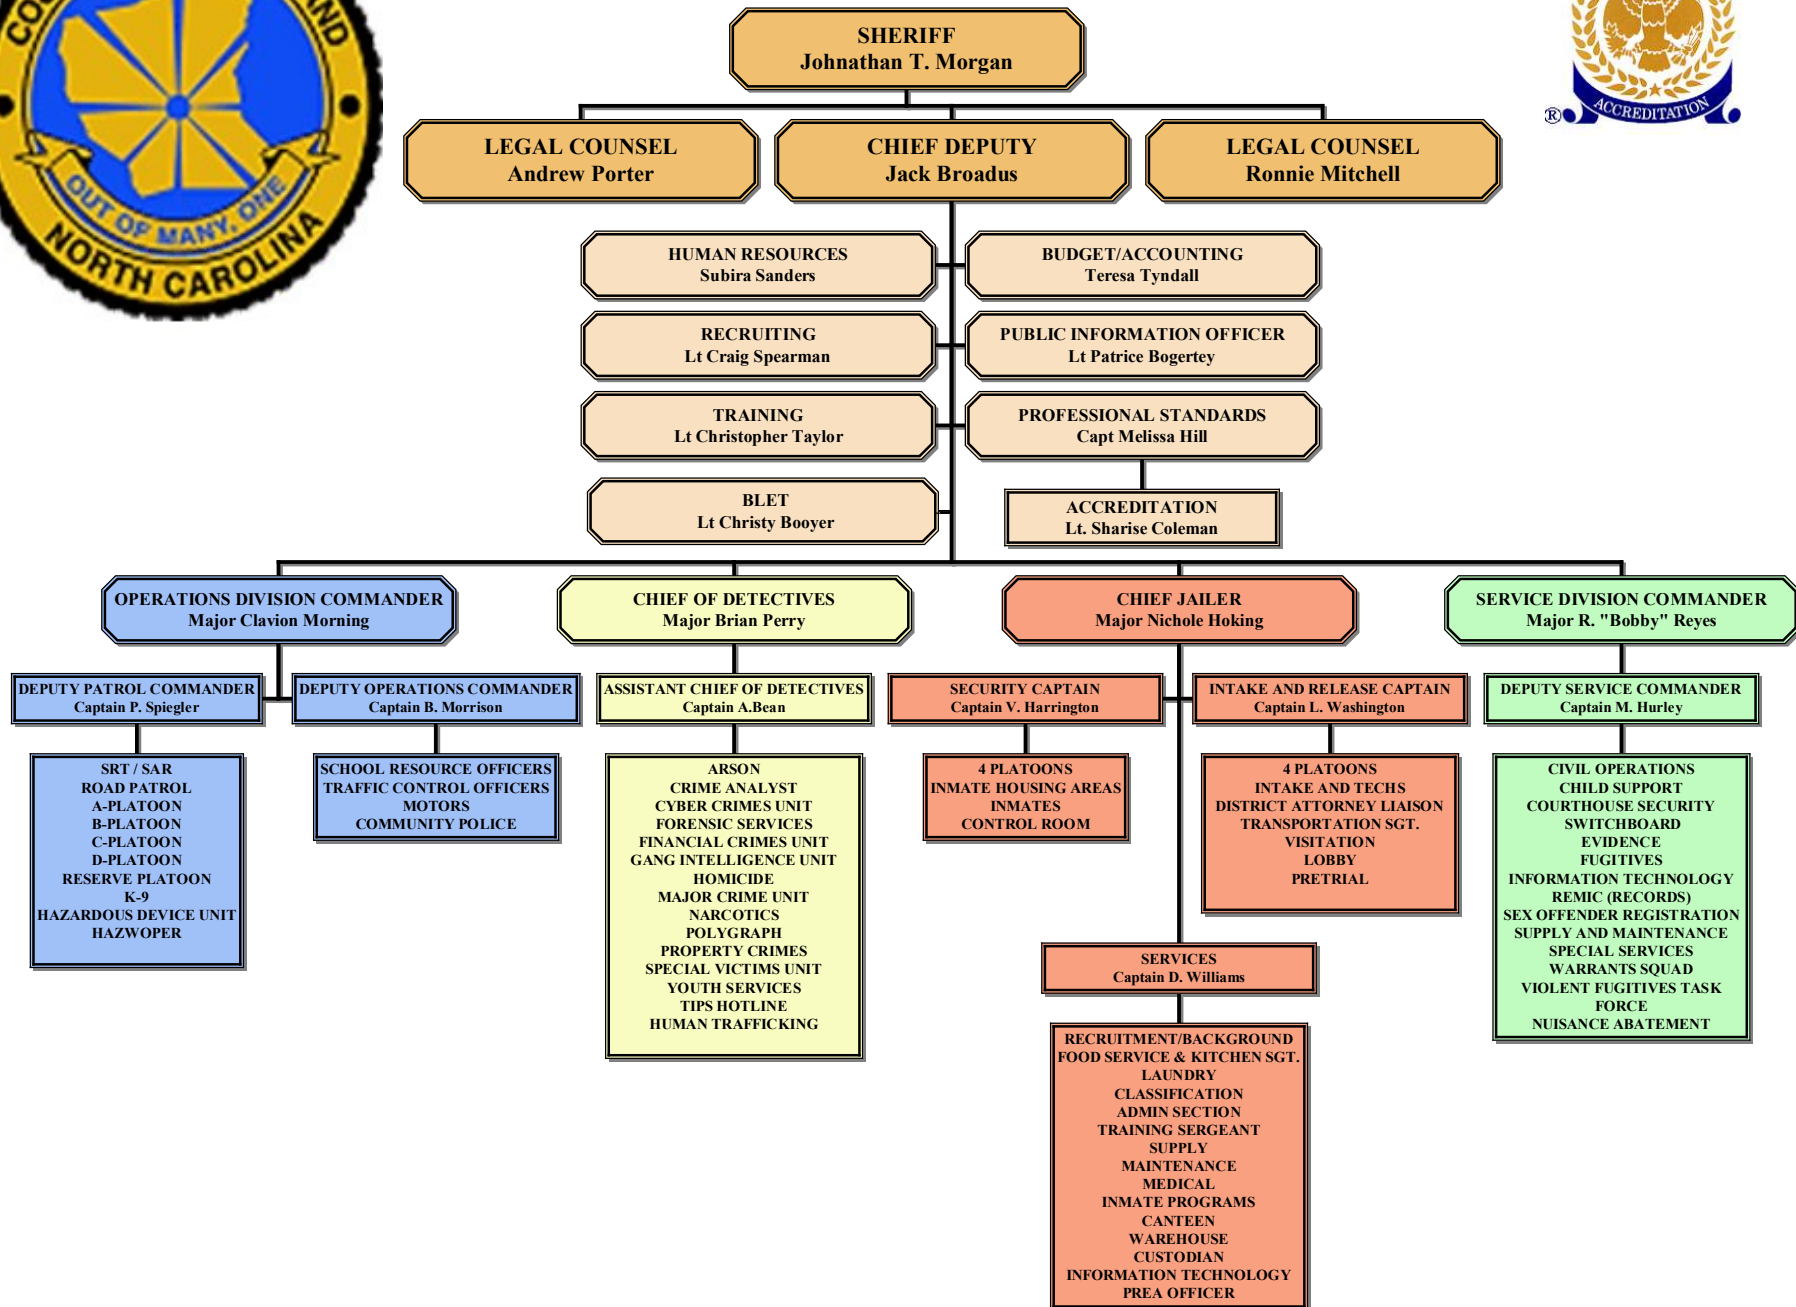 COU
AND
OUT OF MANY, ONE
NORTH CAROLINA
ACCREDITATION
®
SHERIFF
Johnathan T. Morgan
LEGAL COUNSEL
Andrew Porter
CHIEF DEPUTY
Jack Broadus
LEGAL COUNSEL
Ronnie Mitchell
HUMAN RESOURCES
Subira Sanders
BUDGET/ACCOUNTING
Teresa Tyndall
RECRUITING
Lt Craig Spearman
PUBLIC INFORMATION OFFICER
Lt Patrice Bogertey
TRAINING
Lt Christopher Taylor
PROFESSIONAL STANDARDS
Capt Melissa Hill
BLET
Lt Christy Booyer
ACCREDITATION
Lt. Sharise Coleman
OPERATIONS DIVISION COMMANDER
Major Clavion Morning
CHIEF OF DETECTIVES
Major Brian Perry
CHIEF JAILER
Major Nichole Hoking
SERVICE DIVISION COMMANDER
Major R. "Bobby" Reyes
DEPUTY PATROL COMMANDER
Captain P. Spiegler
DEPUTY OPERATIONS COMMANDER
Captain B. Morrison
ASSISTANT CHIEF OF DETECTIVES
Captain A.Bean
SECURITY CAPTAIN
Captain V. Harrington
INTAKE AND RELEASE CAPTAIN
Captain L. Washington
DEPUTY SERVICE COMMANDER
Captain M. Hurley
SRT / SAR
ROAD PATROL
A-PLATOON
B-PLATOON
C-PLATOON
D-PLATOON
RESERVE PLATOON
K-9
HAZARDOUS DEVICE UNIT
HAZWOPER
SCHOOL RESOURCE OFFICERS
TRAFFIC CONTROL OFFICERS
MOTORS
COMMUNITY POLICE
ARSON
CRIME ANALYST
CYBER CRIMES UNIT
FORENSIC SERVICES
FINANCIAL CRIMES UNIT
GANG INTELLIGENCE UNIT
HOMICIDE
MAJOR CRIME UNIT
NARCOTICS
POLYGRAPH
PROPERTY CRIMES
SPECIAL VICTIMS UNIT
YOUTH SERVICES
TIPS HOTLINE
HUMAN TRAFFICKING
4 PLATOONS
INMATE HOUSING AREAS
INMATES
CONTROL ROOM
4 PLATOONS
INTAKE AND TECHS
DISTRICT ATTORNEY LIAISON
TRANSPORTATION SGT.
VISITATION
LOBBY
PRETRIAL
CIVIL OPERATIONS
CHILD SUPPORT
COURTHOUSE SECURITY
SWITCHBOARD
EVIDENCE
FUGITIVES
INFORMATION TECHNOLOGY
REMIC (RECORDS)
SEX OFFENDER REGISTRATION
SUPPLY AND MAINTENANCE
SPECIAL SERVICES
WARRANTS SQUAD
VIOLENT FUGITIVES TASK
FORCE
NUISANCE ABATEMENT
SERVICES
Captain D. Williams
RECRUITMENT/BACKGROUND
FOOD SERVICE & KITCHEN SGT.
LAUNDRY
CLASSIFICATION
ADMIN SECTION
TRAINING SERGEANT
SUPPLY
MAINTENANCE
MEDICAL
INMATE PROGRAMS
CANTEEN
WAREHOUSE
CUSTODIAN
INFORMATION TECHNOLOGY
PREA OFFICER